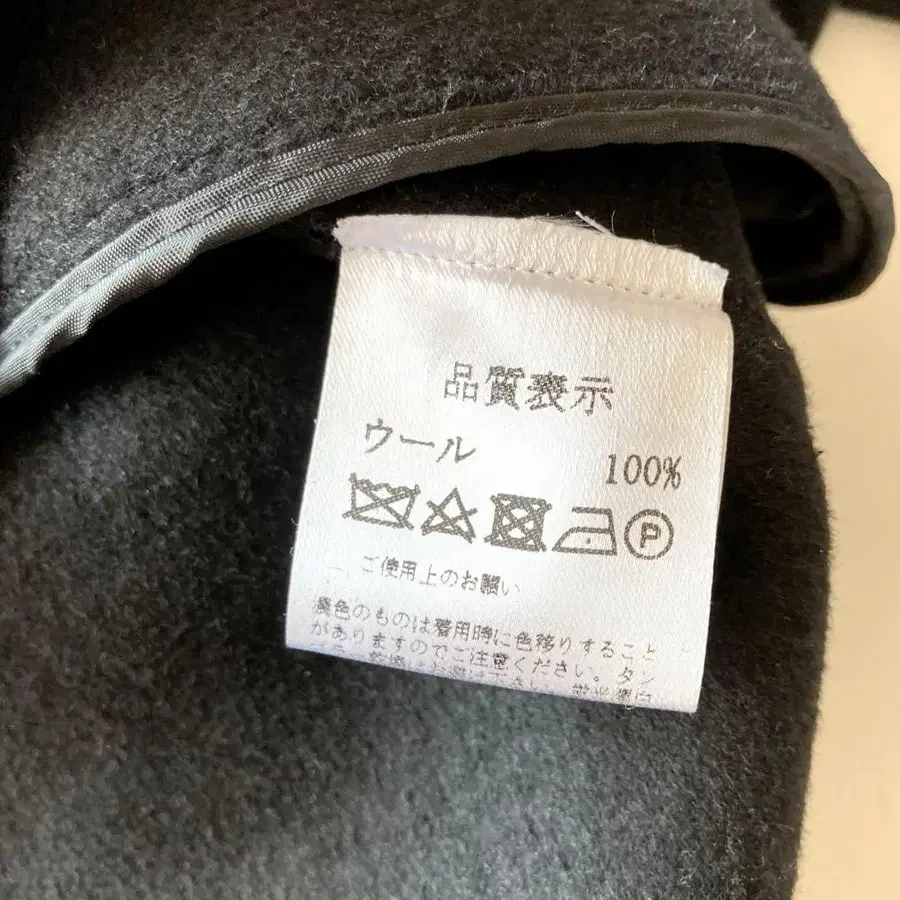 品質表示
ウール 100%
P
ご使用上のお願い
濃色のものは着用時に色移りすること
がありますのでご注意ください。タン